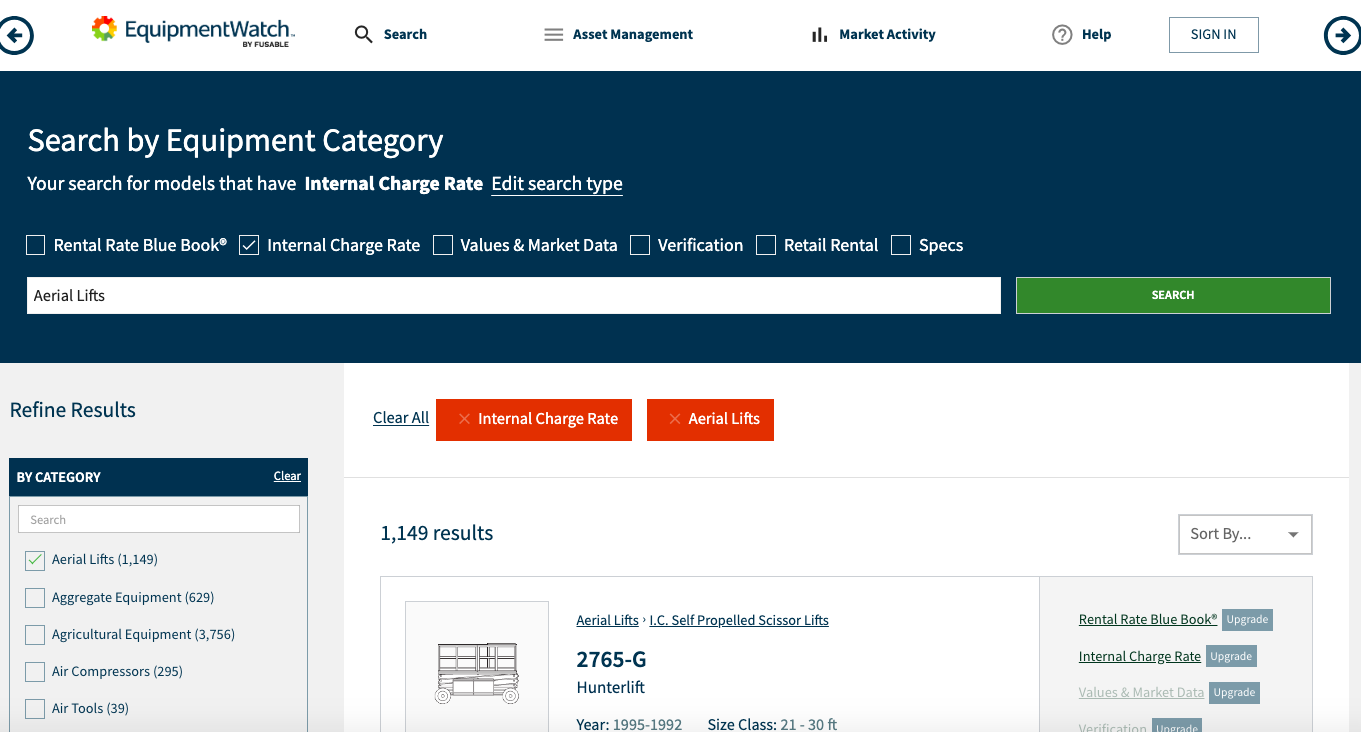 EquipmentWatch™
BY FUSABLE
Search
Asset Management
Market Activity
Help
SIGN IN
Search by Equipment Category
Your search for models that have Internal Charge Rate Edit search type
Rental Rate Blue Book® Internal Charge Rate Values & Market Data Verification Retail Rental Specs
Aerial Lifts
SEARCH
Refine Results
Clear All Internal Charge Rate Aerial Lifts
BY CATEGORY Clear
Search
Aerial Lifts (1,149)
Aggregate Equipment (629)
Agricultural Equipment (3,756)
Air Compressors (295)
Air Tools (39)
1,149 results
Sort By...
Aerial Lifts › I.C. Self Propelled Scissor Lifts
2765-G
Hunterlift
Year: 1995-1992 Size Class: 21 - 30 ft
Rental Rate Blue Book® Upgrade
Internal Charge Rate Upgrade
Values & Market Data Upgrade
Verification Upgrade